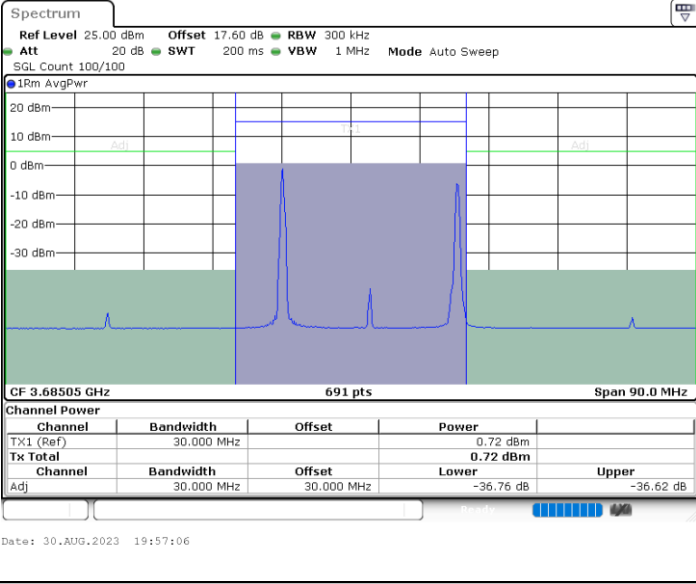 Spectrum
Ref Level 25.00 dBm Offset 17.60 dB RBW 300 kHz
Att 20 dB SWT 200 ms VBW 1 MHz Mode Auto Sweep
SGL Count 100/100
1Rm AvgPwr
20 dBm
TX1
10 dBm
Adj Adj
0 dBm
-10 dBm
-20 dBm
-30 dBm
CF 3.68505 GHz 691 pts Span 90.0 MHz
Channel Power
Channel Bandwidth Offset Power
TX1 (Ref) 30.000 MHz 0.72 dBm
Tx Total 0.72 dBm
Channel Bandwidth Offset Lower Upper
Adj 30.000 MHz 30.000 MHz -36.76 dB -36.62 dB
Ready
Date: 30.AUG.2023 19:57:06